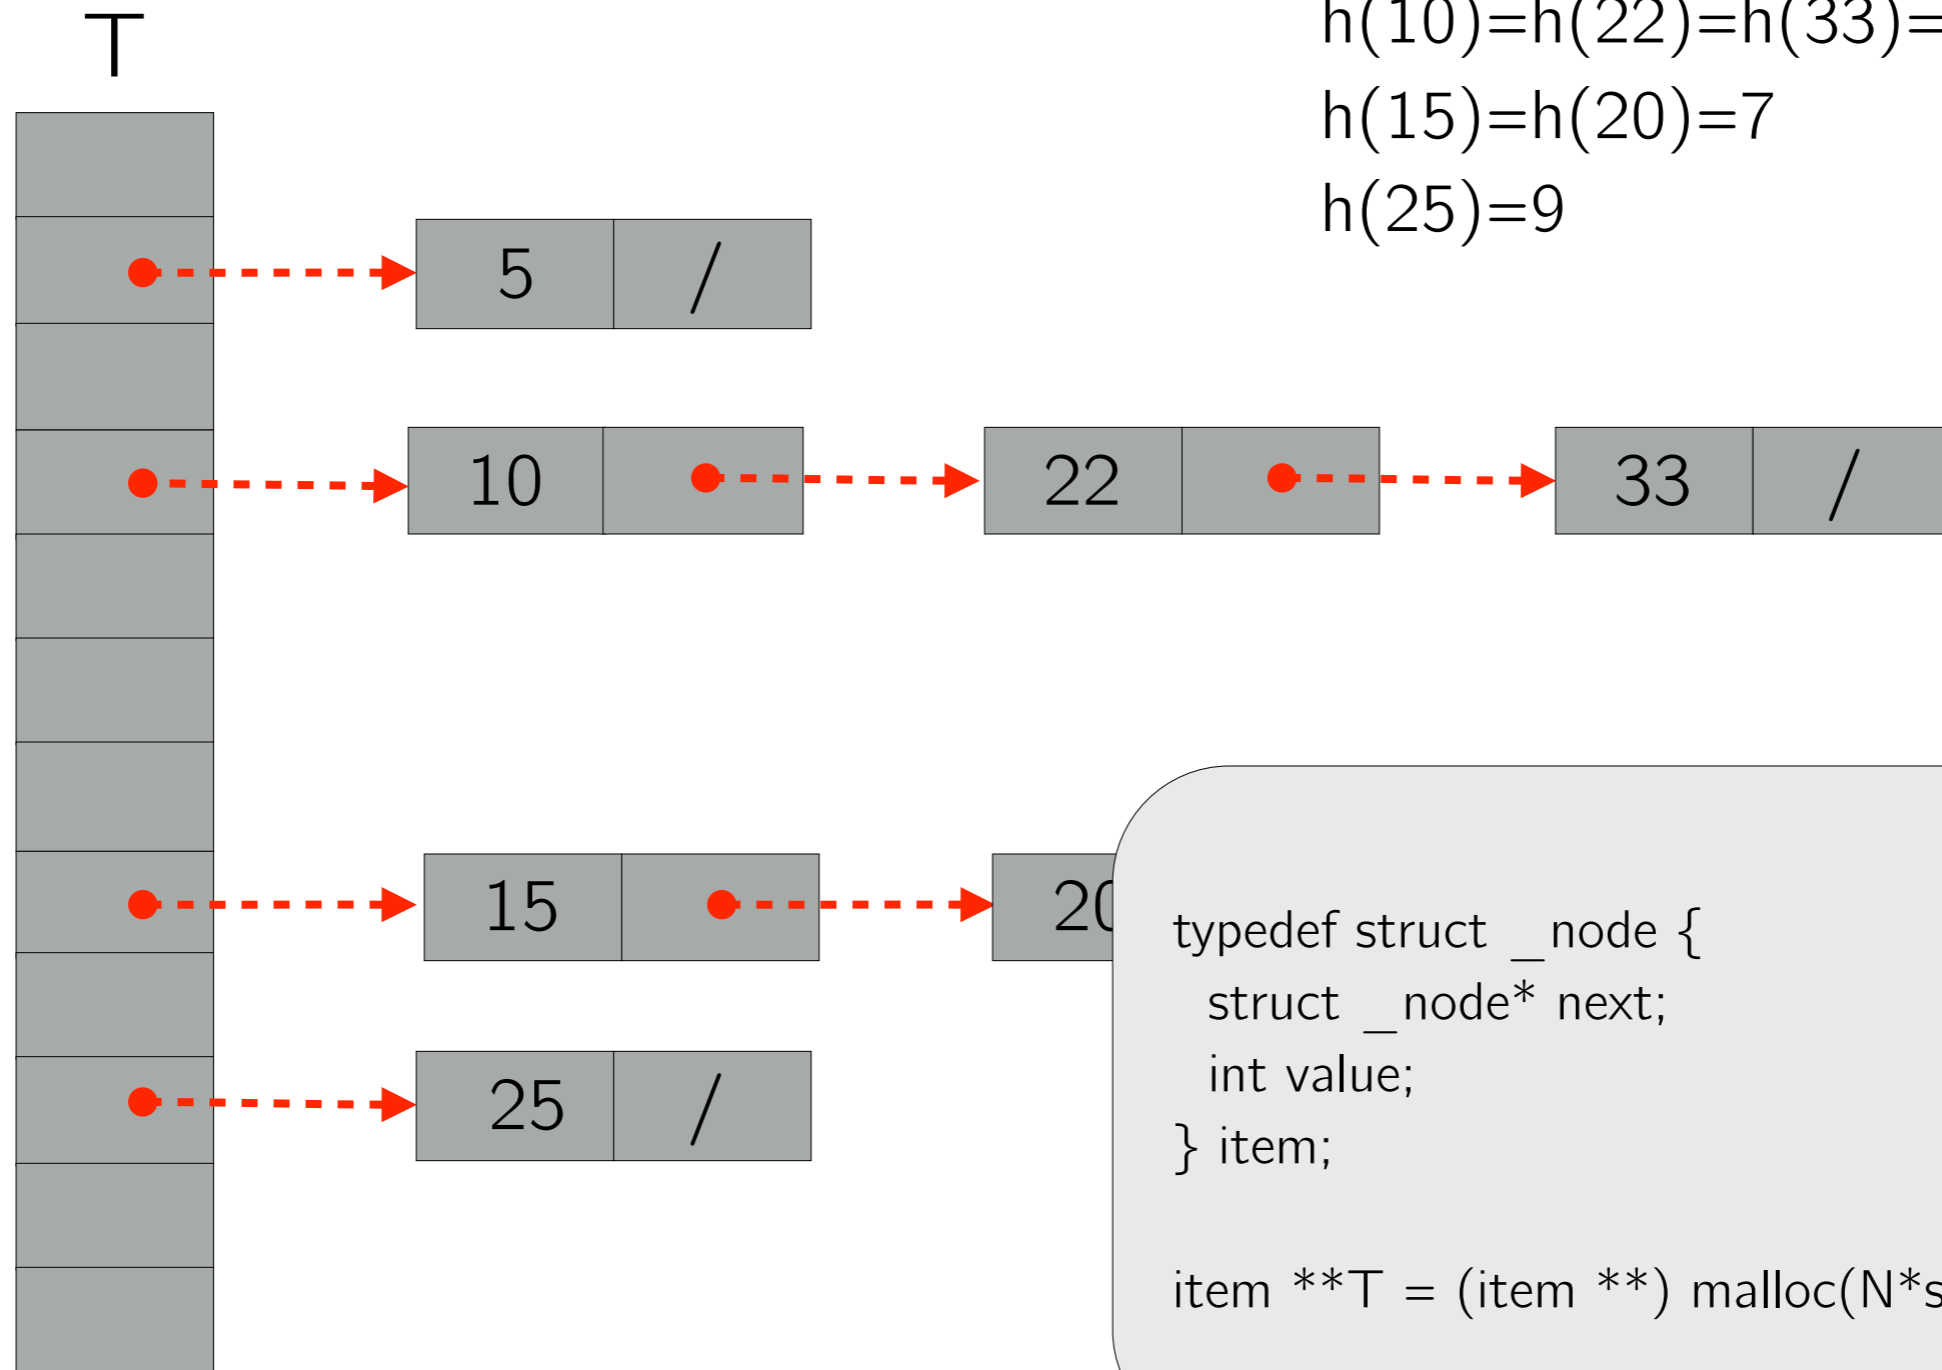 T
h(10)=h(22)=h(33)=
h(15)=h(20)=7
h(25)=9
5 /
10 22 33 /
15 20
25 /
typedef struct _node {
struct _node* next;
int value;
} item;
item **T = (item **) malloc(N*s